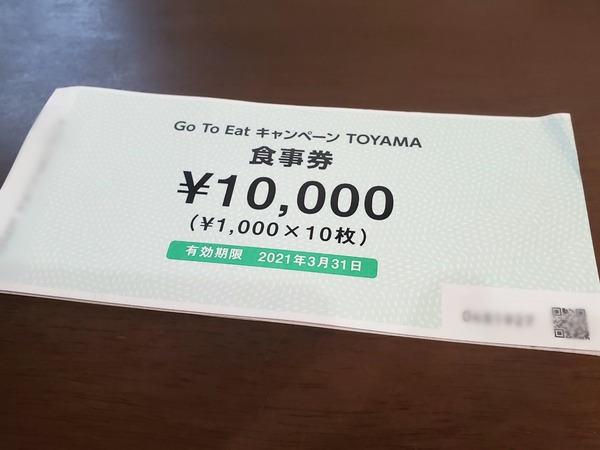 Go To Eat キャンペーン TOYAMA
食事券
¥10,000
(¥1,000×10枚)
有効期限 2021年3月31日